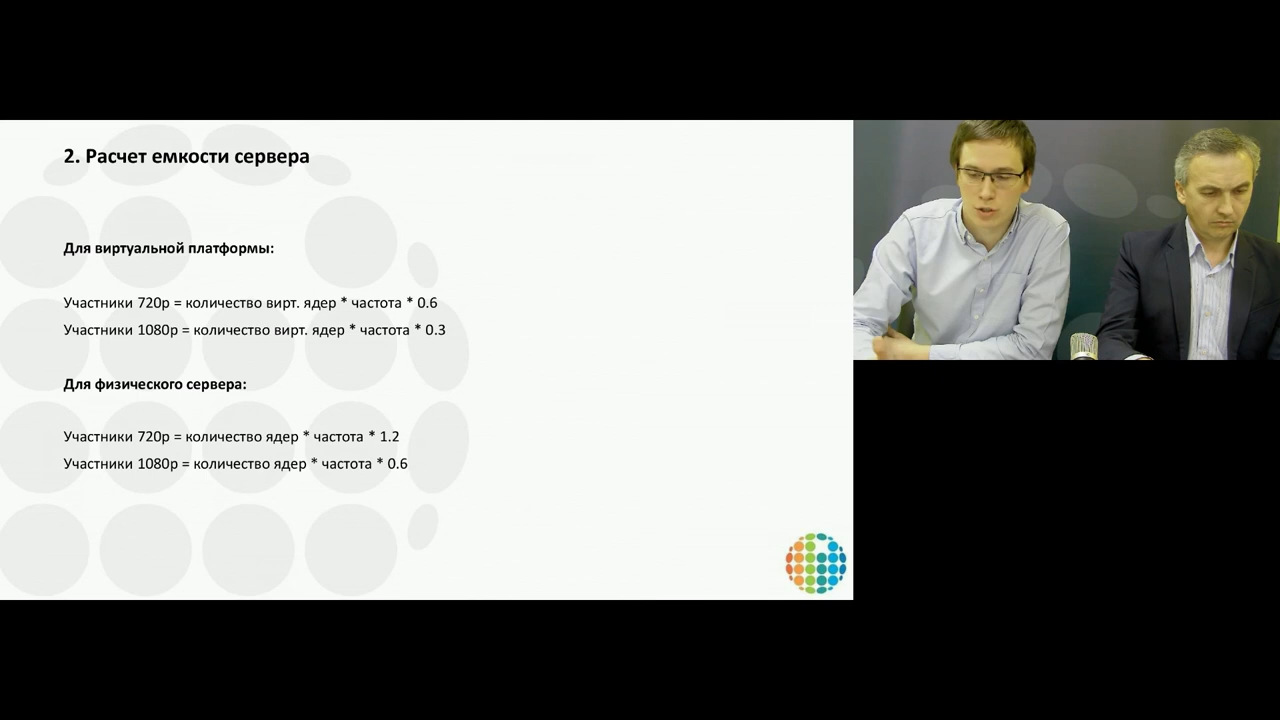 2. Расчет емкости сервера
Для виртуальной платформы:
Участники 720p = количество вирт. ядер * частота * 0.6
Участники 1080p = количество вирт. ядер * частота * 0.3
Для физического сервера:
Участники 720p = количество ядер * частота * 1.2
Участники 1080p = количество ядер * частота * 0.6